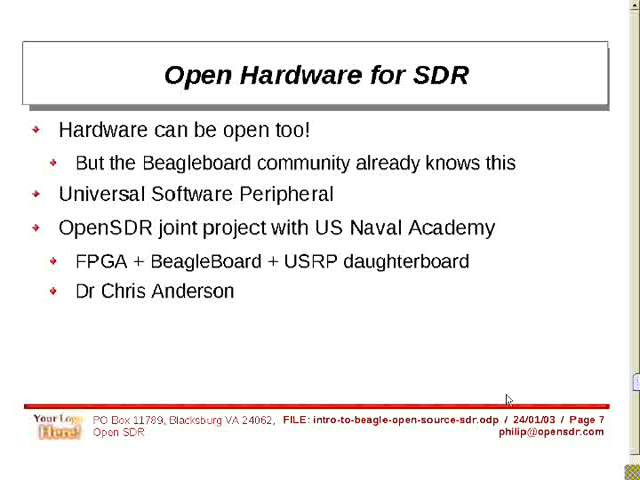 Open Hardware for SDR
Hardware can be open too!
But the Beagleboard community already knows this
Universal Software Peripheral
OpenSDR joint project with US Naval Academy
FPGA + BeagleBoard + USRP daughterboard
Dr Chris Anderson
Your Logo
Here!
PO Box 11789, Blacksburg VA 24062, FILE: intro-to-beagle-open-source-sdr.odp / 24/01/03 / Page 7
Open SDR philip@opensdr.com